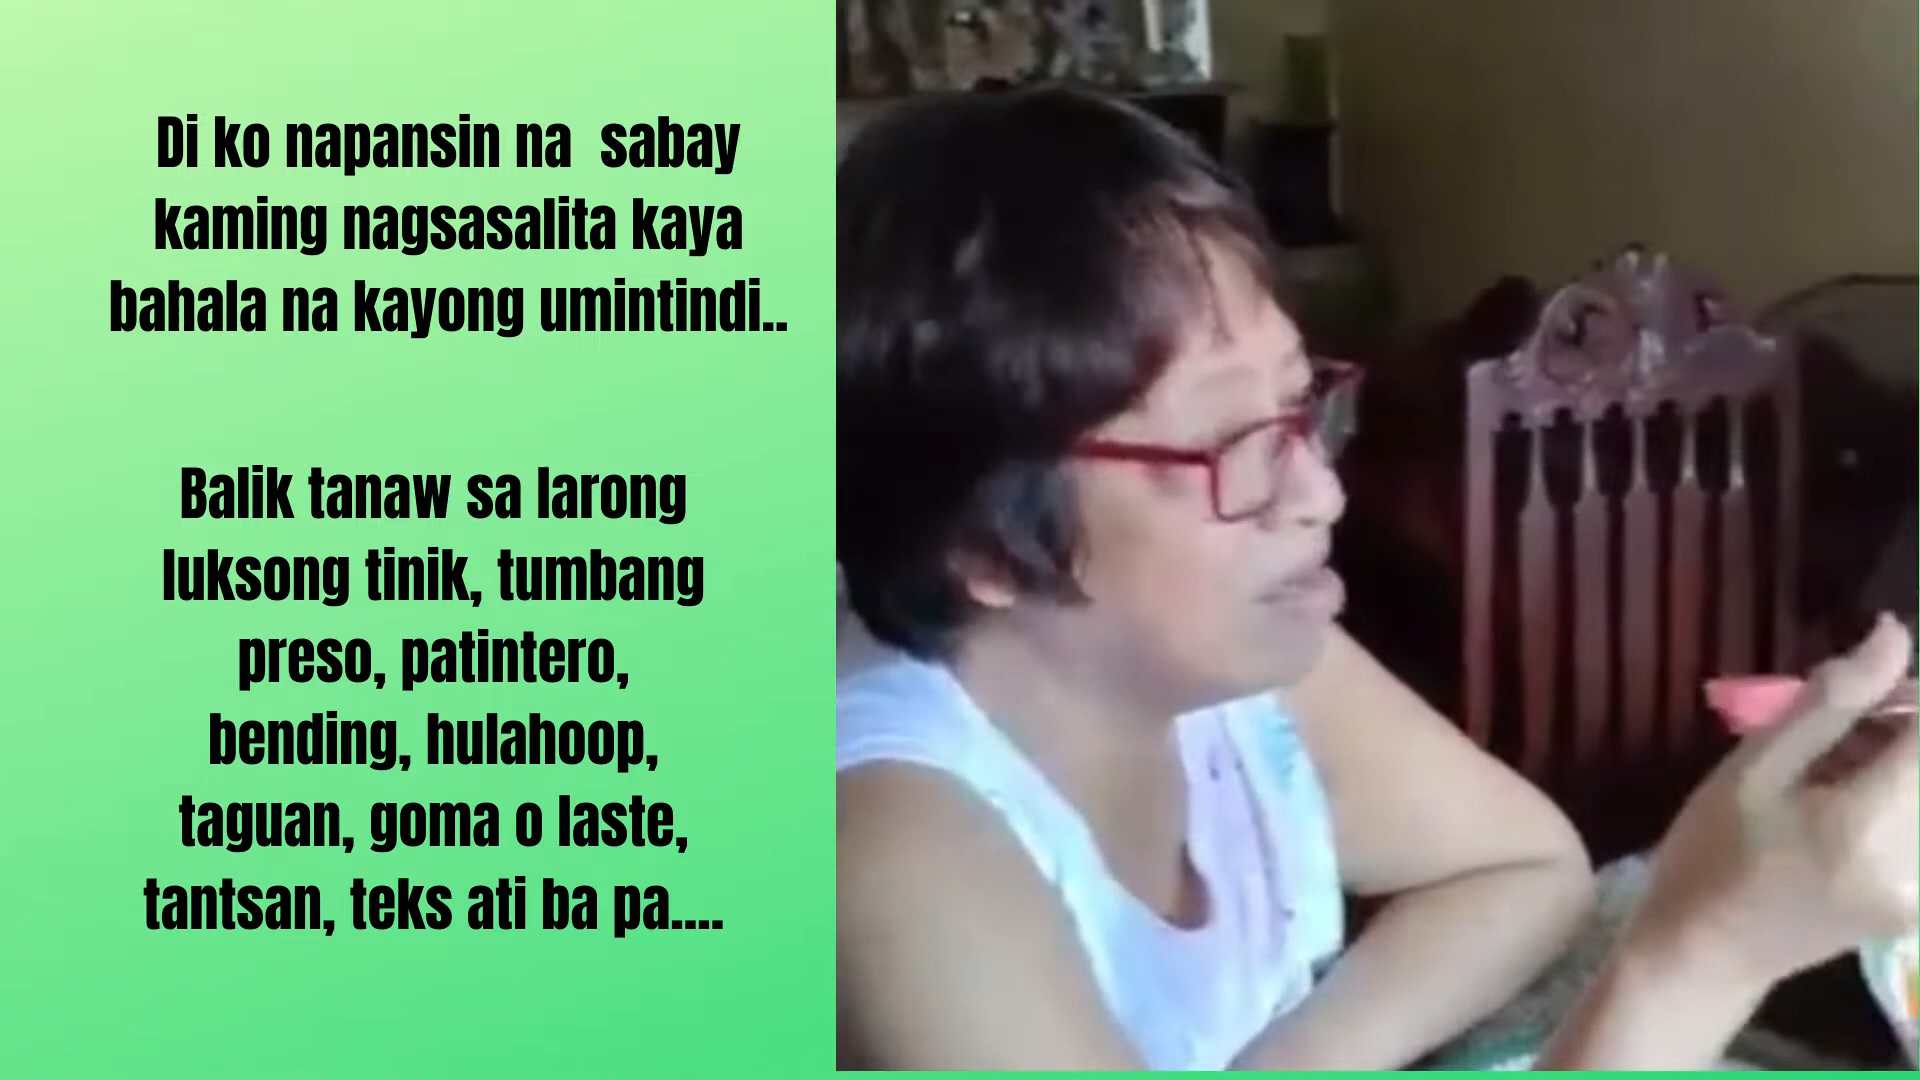 Di ko napansin na sabay
kaming nagsasalita kaya
bahala na kayong umintindi..
Balik tanaw sa larong
luksong tinik, tumbang
preso, patintero,
bending, hulahoop,
taguan, goma o laste,
tantsan, teks ati ba pa....